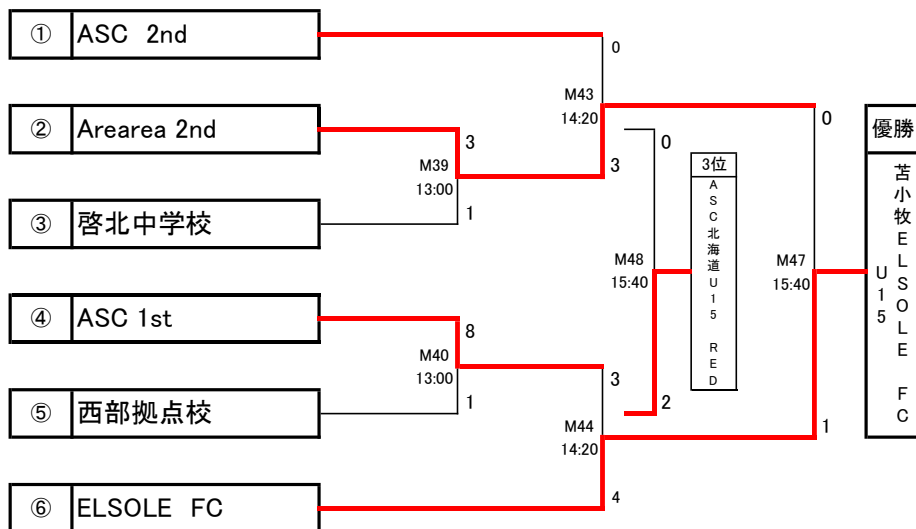 ① ASC 2nd
0
M43
14:20
② Arearea 2nd
3
M39
13:00
3
1
③ 啓北中学校
0
3位
ASC北海道U15 RED
M48
15:40
2
0
M47
15:40
1
優勝
苫小牧ELSOLE FC
U15
④ ASC 1st
8
M40
13:00
1
3
⑤ 西部拠点校
M44
14:20
4
⑥ ELSOLE FC